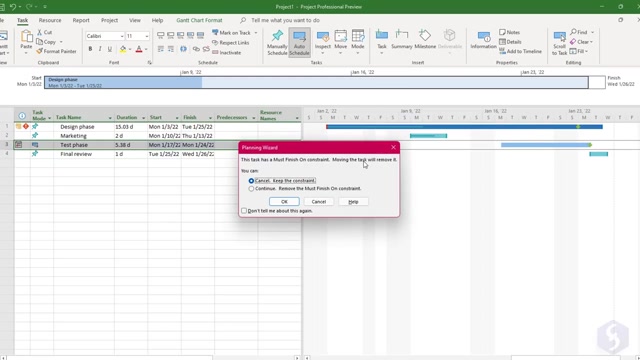 Project1 - Project Professional Preview
Task Resource Project View Help Gantt Chart Format Tell me what you want to do
Cut
Copy
Format Painter
Calibri 11
Mark on Track
Respect Links
Inactivate
Manually Schedule
Auto Schedule
Inspect
Move
Mode
Task
Summary
Milestone
Deliverable
Information
Notes
Details
Add to Timeline
Scroll to Task
Find
Clear
Fill
Clipboard Font Schedule Tasks Insert Properties Editing
Jan 9, '22 Jan 16, '22 Jan 23, '22
Start
Mon 1/3/22
Design phase
Mon 1/3/22 - Tue 1/25/22
Finish
Wed 1/26/22
Task Mode Task Name Duration Start Finish Predecessors Resource Names
Jan 2, '22 Jan 9, '22 Jan 16, '22 Jan 23, '22
S M T W T F S S M T W T F S S M T W T F S S M T W T F S
1 Design phase 15.03 d Mon 1/3/22 Tue 1/25/22
2 Marketing 2 d Mon 1/10/22 Thu 1/13/22
3 Test phase 5.38 d Mon 1/17/22 Mon 1/24/22
4 Final review 1 d Tue 1/25/22 Wed 1/26/22
Planning Wizard
This task has a Must Finish On constraint. Moving the task will remove it.
You can:
Cancel. Keep the constraint.
Continue. Remove the Must Finish On constraint.
OK Cancel Help
Don't tell me about this again.